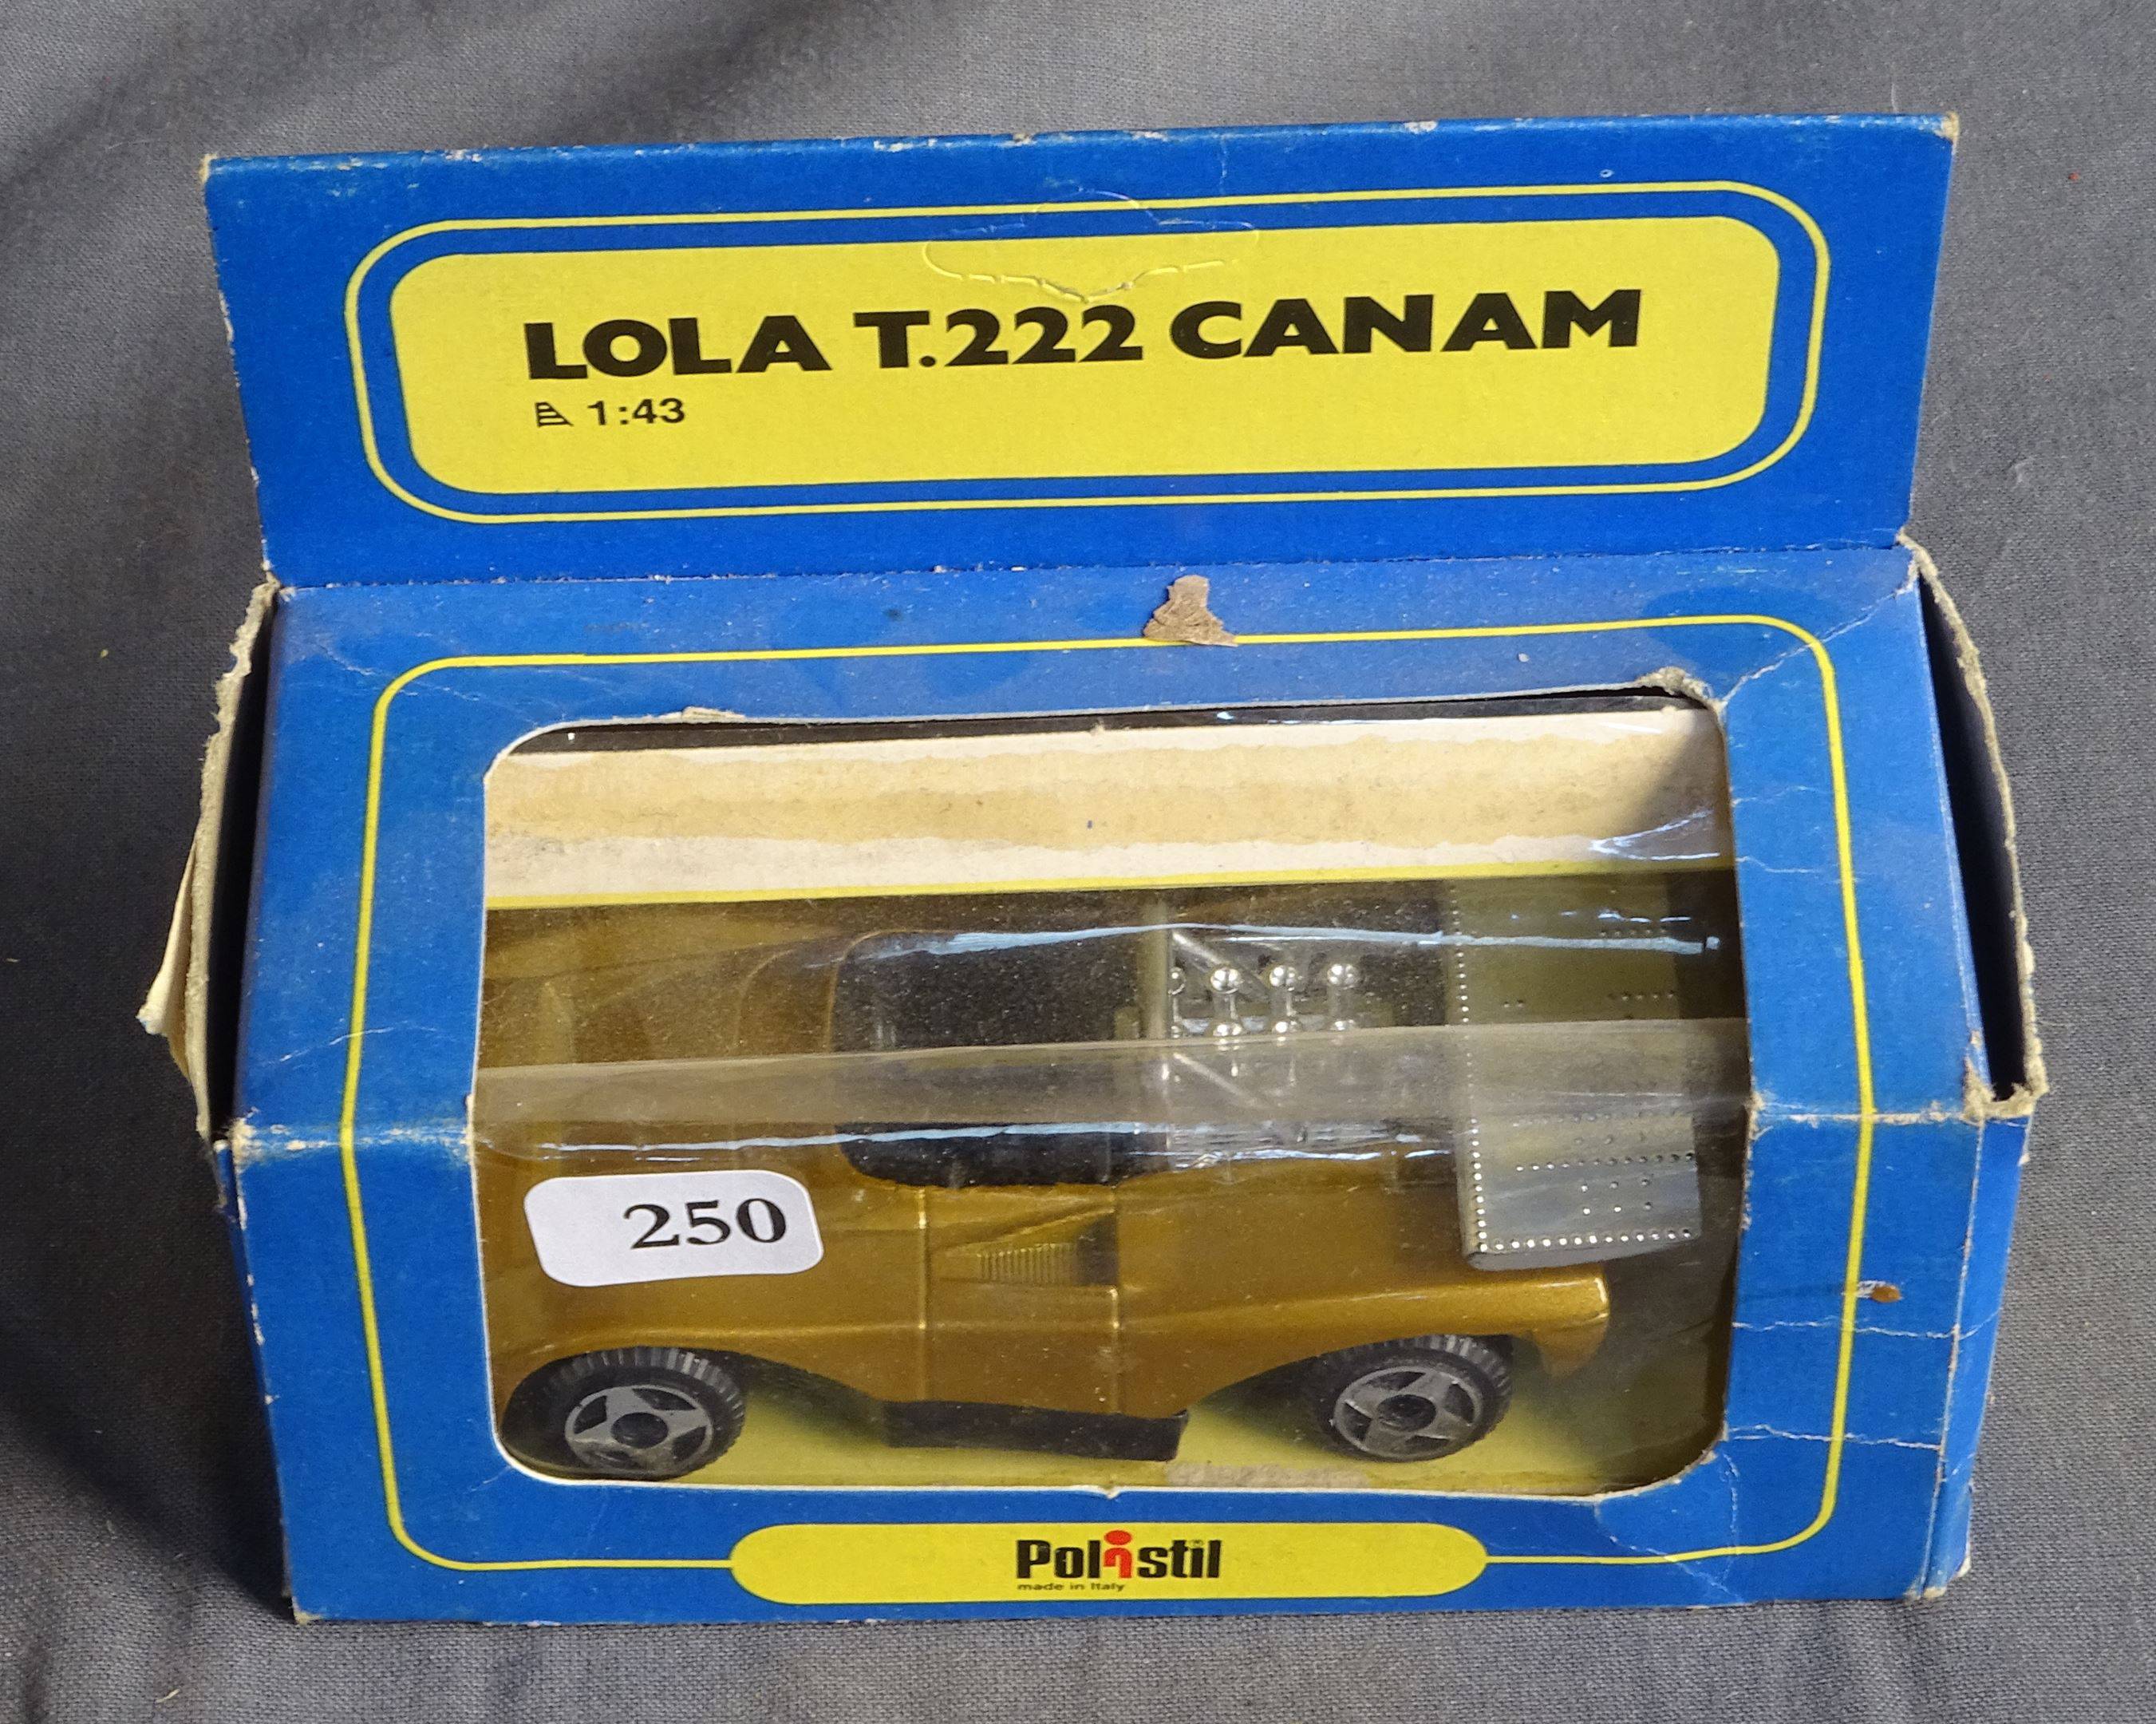 LOLA T.222 CANAM
1:43
250
Polistil
made in Italy